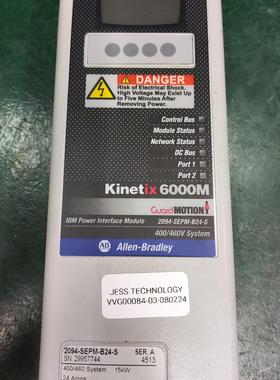 DANGER
Risk of Electrical Shock.
High Voltage May Exist Up
to Five Minutes After
Removing Power.
Control Bus
Module Status
Network Status
DC Bus
Port 1
Port 2
Kinetix 6000M
GuardMOTION
IDM Power Interface Module 2094-SEPM-B24-S
400/460V System
AB Allen-Bradley
JESS TECHNOLOGY
VVG00084-03-080224
2094-SEPM-B24-S SER. A
SN: 29957744 4513
400/460 System 15kW
24 Amps